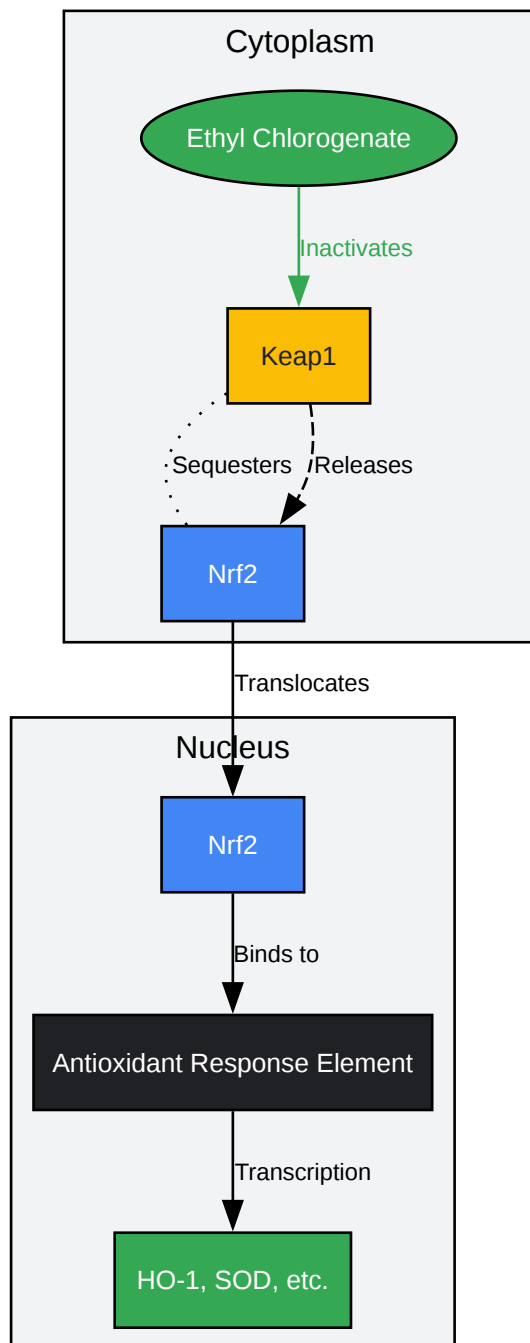 Cytoplasm
Ethyl Chlorogenate
Inactivates
Keap1
Sequesters
Releases
Nrf2
Translocates
Nucleus
Nrf2
Binds to
Antioxidant Response Element
Transcription
HO-1, SOD, etc.